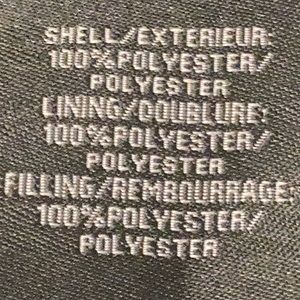 SHELL/EXTERIEUR:
100%POLYESTER/
POLYESTER
LINING/DOUBLURE:
100%POLYESTER/
POLYESTER
FILLING/REMBOURRAGE:
100%POLYESTER/
POLYESTER